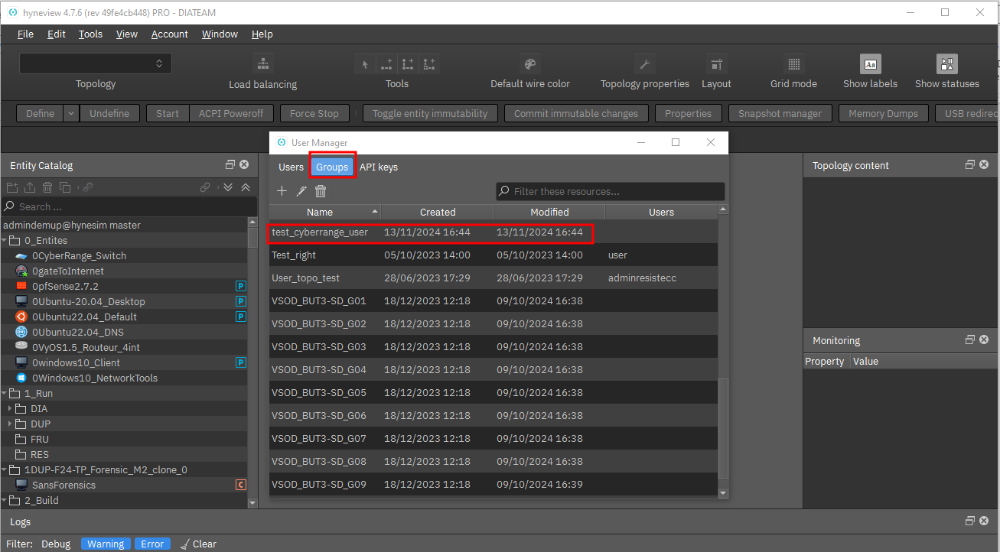 hyneview 4.7.6 (rev 49fe4cb448) PRO - DIATEAM
File Edit Tools View Account Window Help
Topology Load balancing Tools Default wire color Topology properties Layout Grid mode Aa Show labels Show statuses
Define Undefine Start ACPI Poweroff Force Stop Toggle entity immutability Commit immutable changes Properties Snapshot manager Memory Dumps USB redirec
Entity Catalog
Search ...
admindemup@hynesim master
0_Entites
0CyberRange_Switch
0gateToInternet
0pfSense2.7.2 P
0Ubuntu-20.04_Desktop P
0Ubuntu22.04_Default P
DNS 0Ubuntu22.04_DNS
0VyOS1.5_Routeur_4int
0windows10_Client P
0Windows10_NetworkTools
1_Run
DIA
DUP
FRU
RES
1DUP-F24-TP_Forensic_M2_clone_0
SansForensics C
2_Build
User Manager
Users Groups API keys
Filter these resources...
Name Created Modified Users
test_cyberrange_user 13/11/2024 16:44 13/11/2024 16:44
Test_right 05/10/2023 14:00 05/10/2023 14:00 user
User_topo_test 28/06/2023 17:29 28/06/2023 17:29 adminresistecc
VSOD_BUT3-SD_G01 18/12/2023 12:18 09/10/2024 16:38
VSOD_BUT3-SD_G02 18/12/2023 12:18 09/10/2024 16:38
VSOD_BUT3-SD_G03 18/12/2023 12:18 09/10/2024 16:38
VSOD_BUT3-SD_G04 18/12/2023 12:18 09/10/2024 16:38
VSOD_BUT3-SD_G05 18/12/2023 12:18 09/10/2024 16:38
VSOD_BUT3-SD_G06 18/12/2023 12:18 09/10/2024 16:38
VSOD_BUT3-SD_G07 18/12/2023 12:18 09/10/2024 16:38
VSOD_BUT3-SD_G08 18/12/2023 12:18 09/10/2024 16:38
VSOD_BUT3-SD_G09 18/12/2023 12:18 09/10/2024 16:39
Topology content
Monitoring
Property Value
Logs
Filter: Debug Warning Error Clear